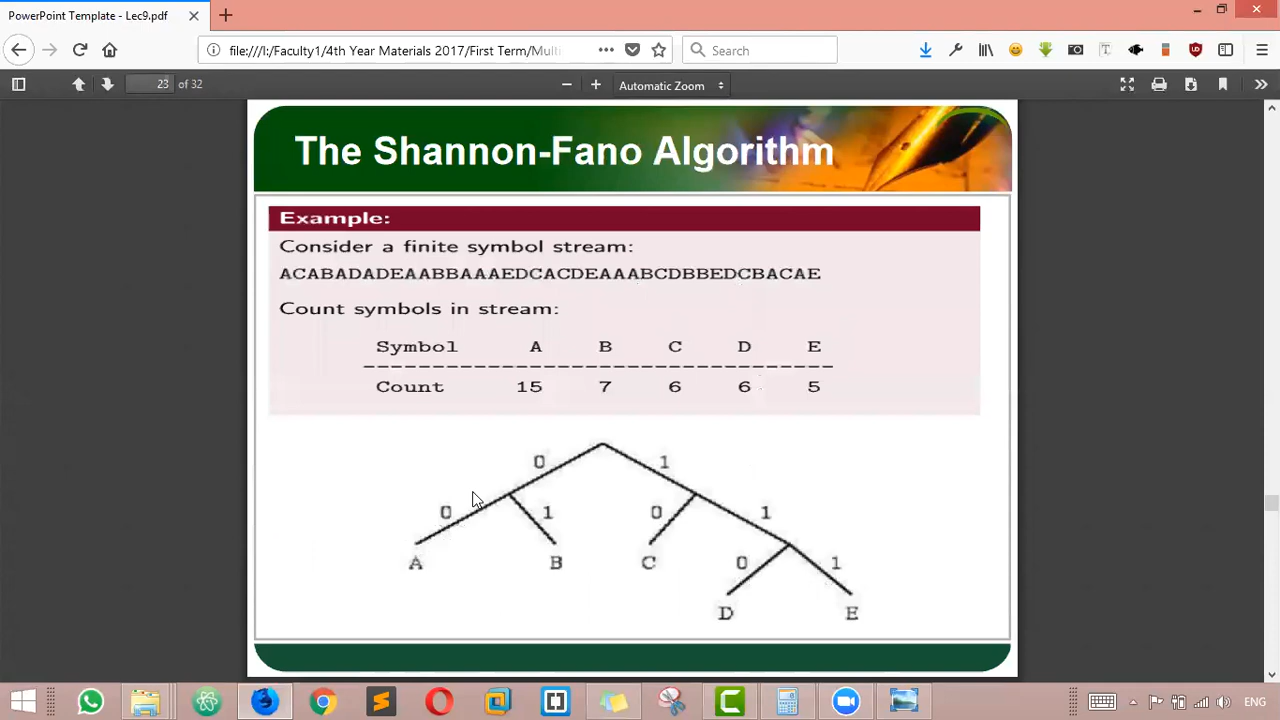 PowerPoint Template - Lec9.pdf
file:///I:/Faculty1/4th Year Materials 2017/First Term/Multi
Search
23 of 32
Automatic Zoom
The Shannon-Fano Algorithm
Example:
Consider a finite symbol stream:
ACABADADEAABBAAAEDCACDEAAABCDBBEDCBACAE
Count symbols in stream:
Symbol A B C D E
----------------------------------
Count 15 7 6 6 5
0 1
0 1 0 1
A B C 0 1
D E
ENG